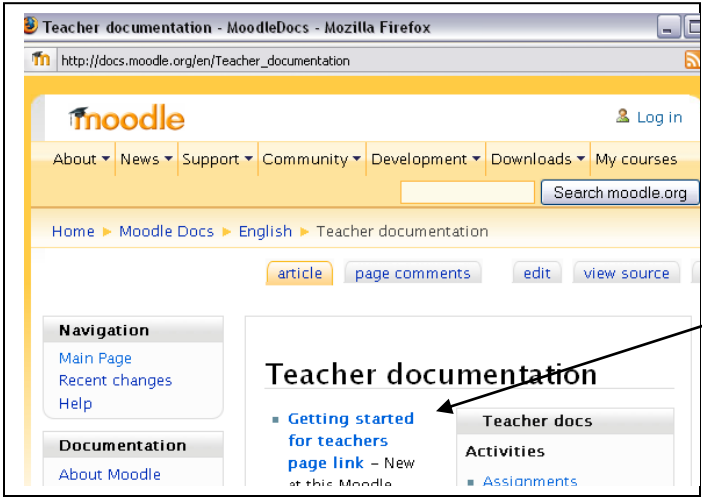 Teacher documentation - MoodleDocs - Mozilla Firefox
http://docs.moodle.org/en/Teacher_documentation
moodle
Log in
About News Support Community Development Downloads My courses
Search moodle.org
Home ► Moodle Docs ► English ► Teacher documentation
article page comments edit view source
Navigation
Main Page
Recent changes
Help
Documentation
About Moodle
Teacher documentation
Getting started
for teachers
page link – New
at this Moodle
Teacher docs
Activities
Assignments